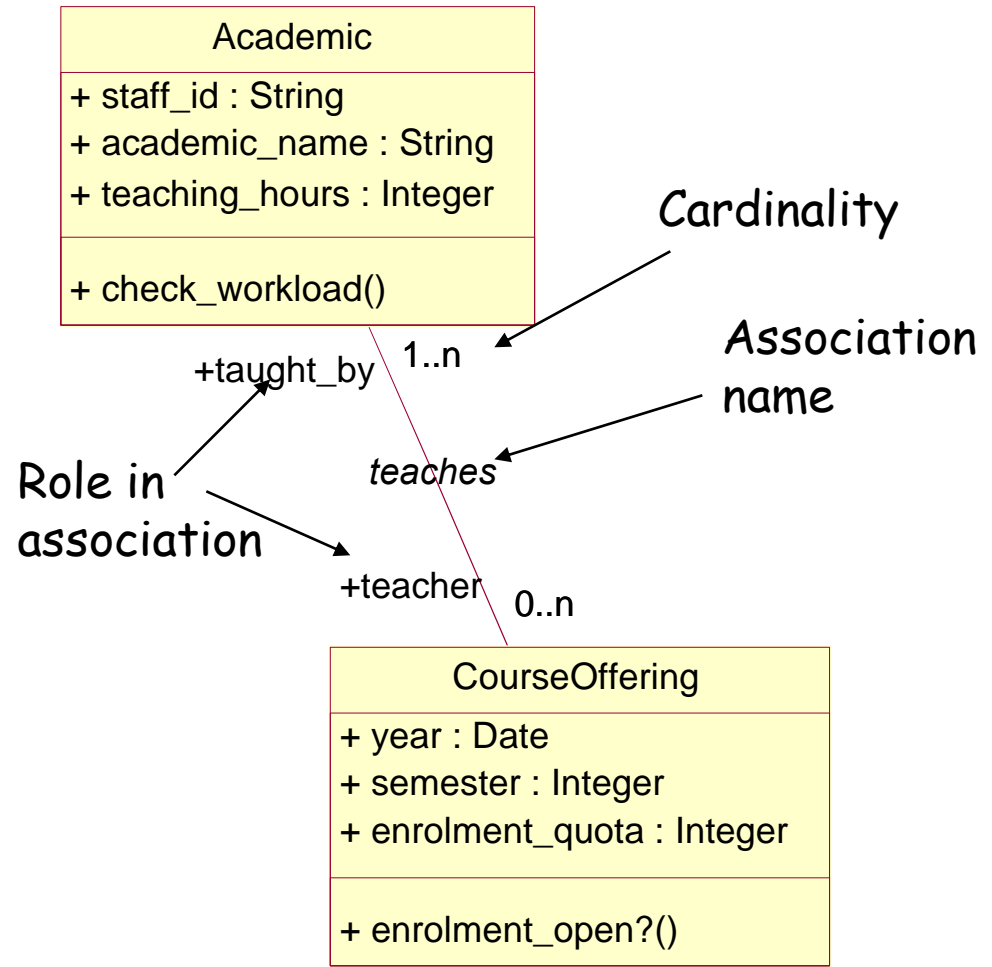 Academic
+ staff_id : String
+ academic_name : String
+ teaching_hours : Integer
+ check_workload()
Cardinality
1..n
+taught_by
Association
name
teaches
Role in
association
+teacher
0..n
CourseOffering
+ year : Date
+ semester : Integer
+ enrolment_quota : Integer
+ enrolment_open?()